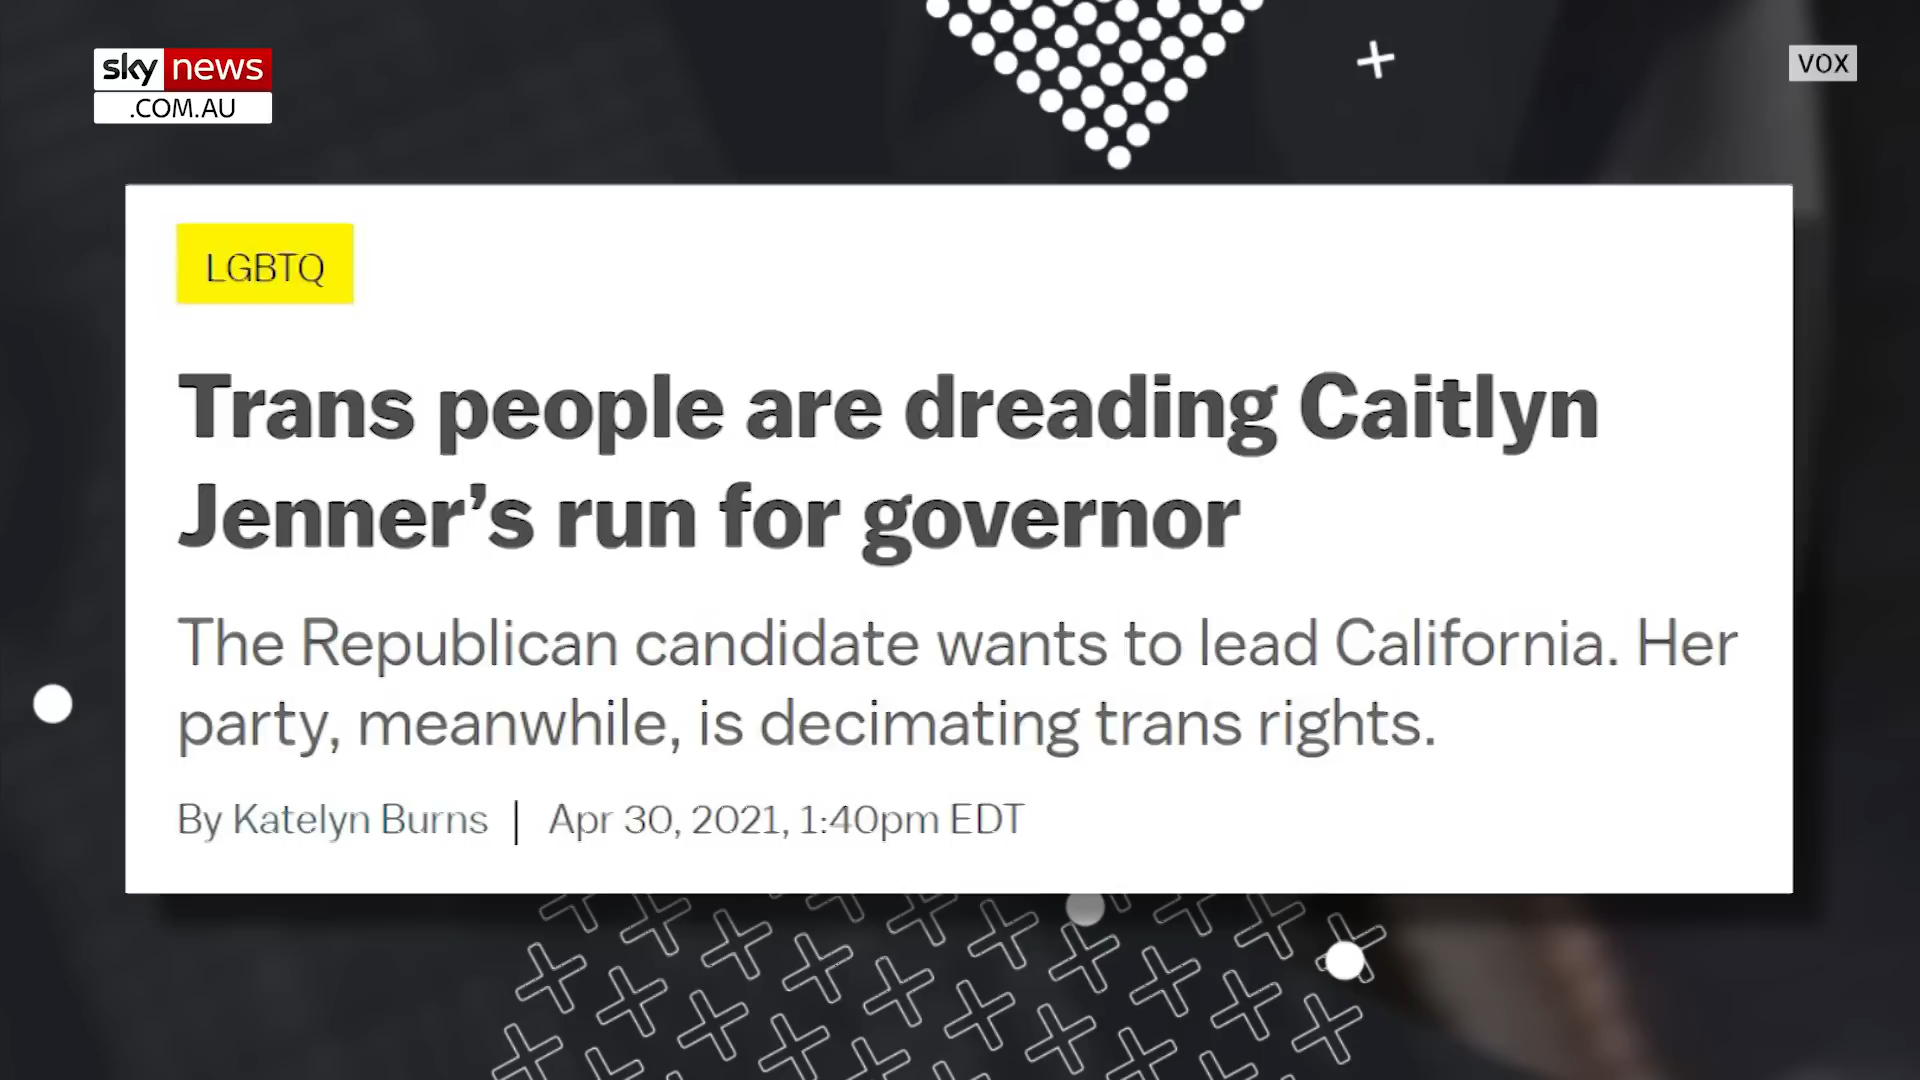 sky news
.COM.AU
VOX
LGBTQ
Trans people are dreading Caitlyn
Jenner’s run for governor
The Republican candidate wants to lead California. Her
party, meanwhile, is decimating trans rights.
By Katelyn Burns | Apr 30, 2021, 1:40pm EDT